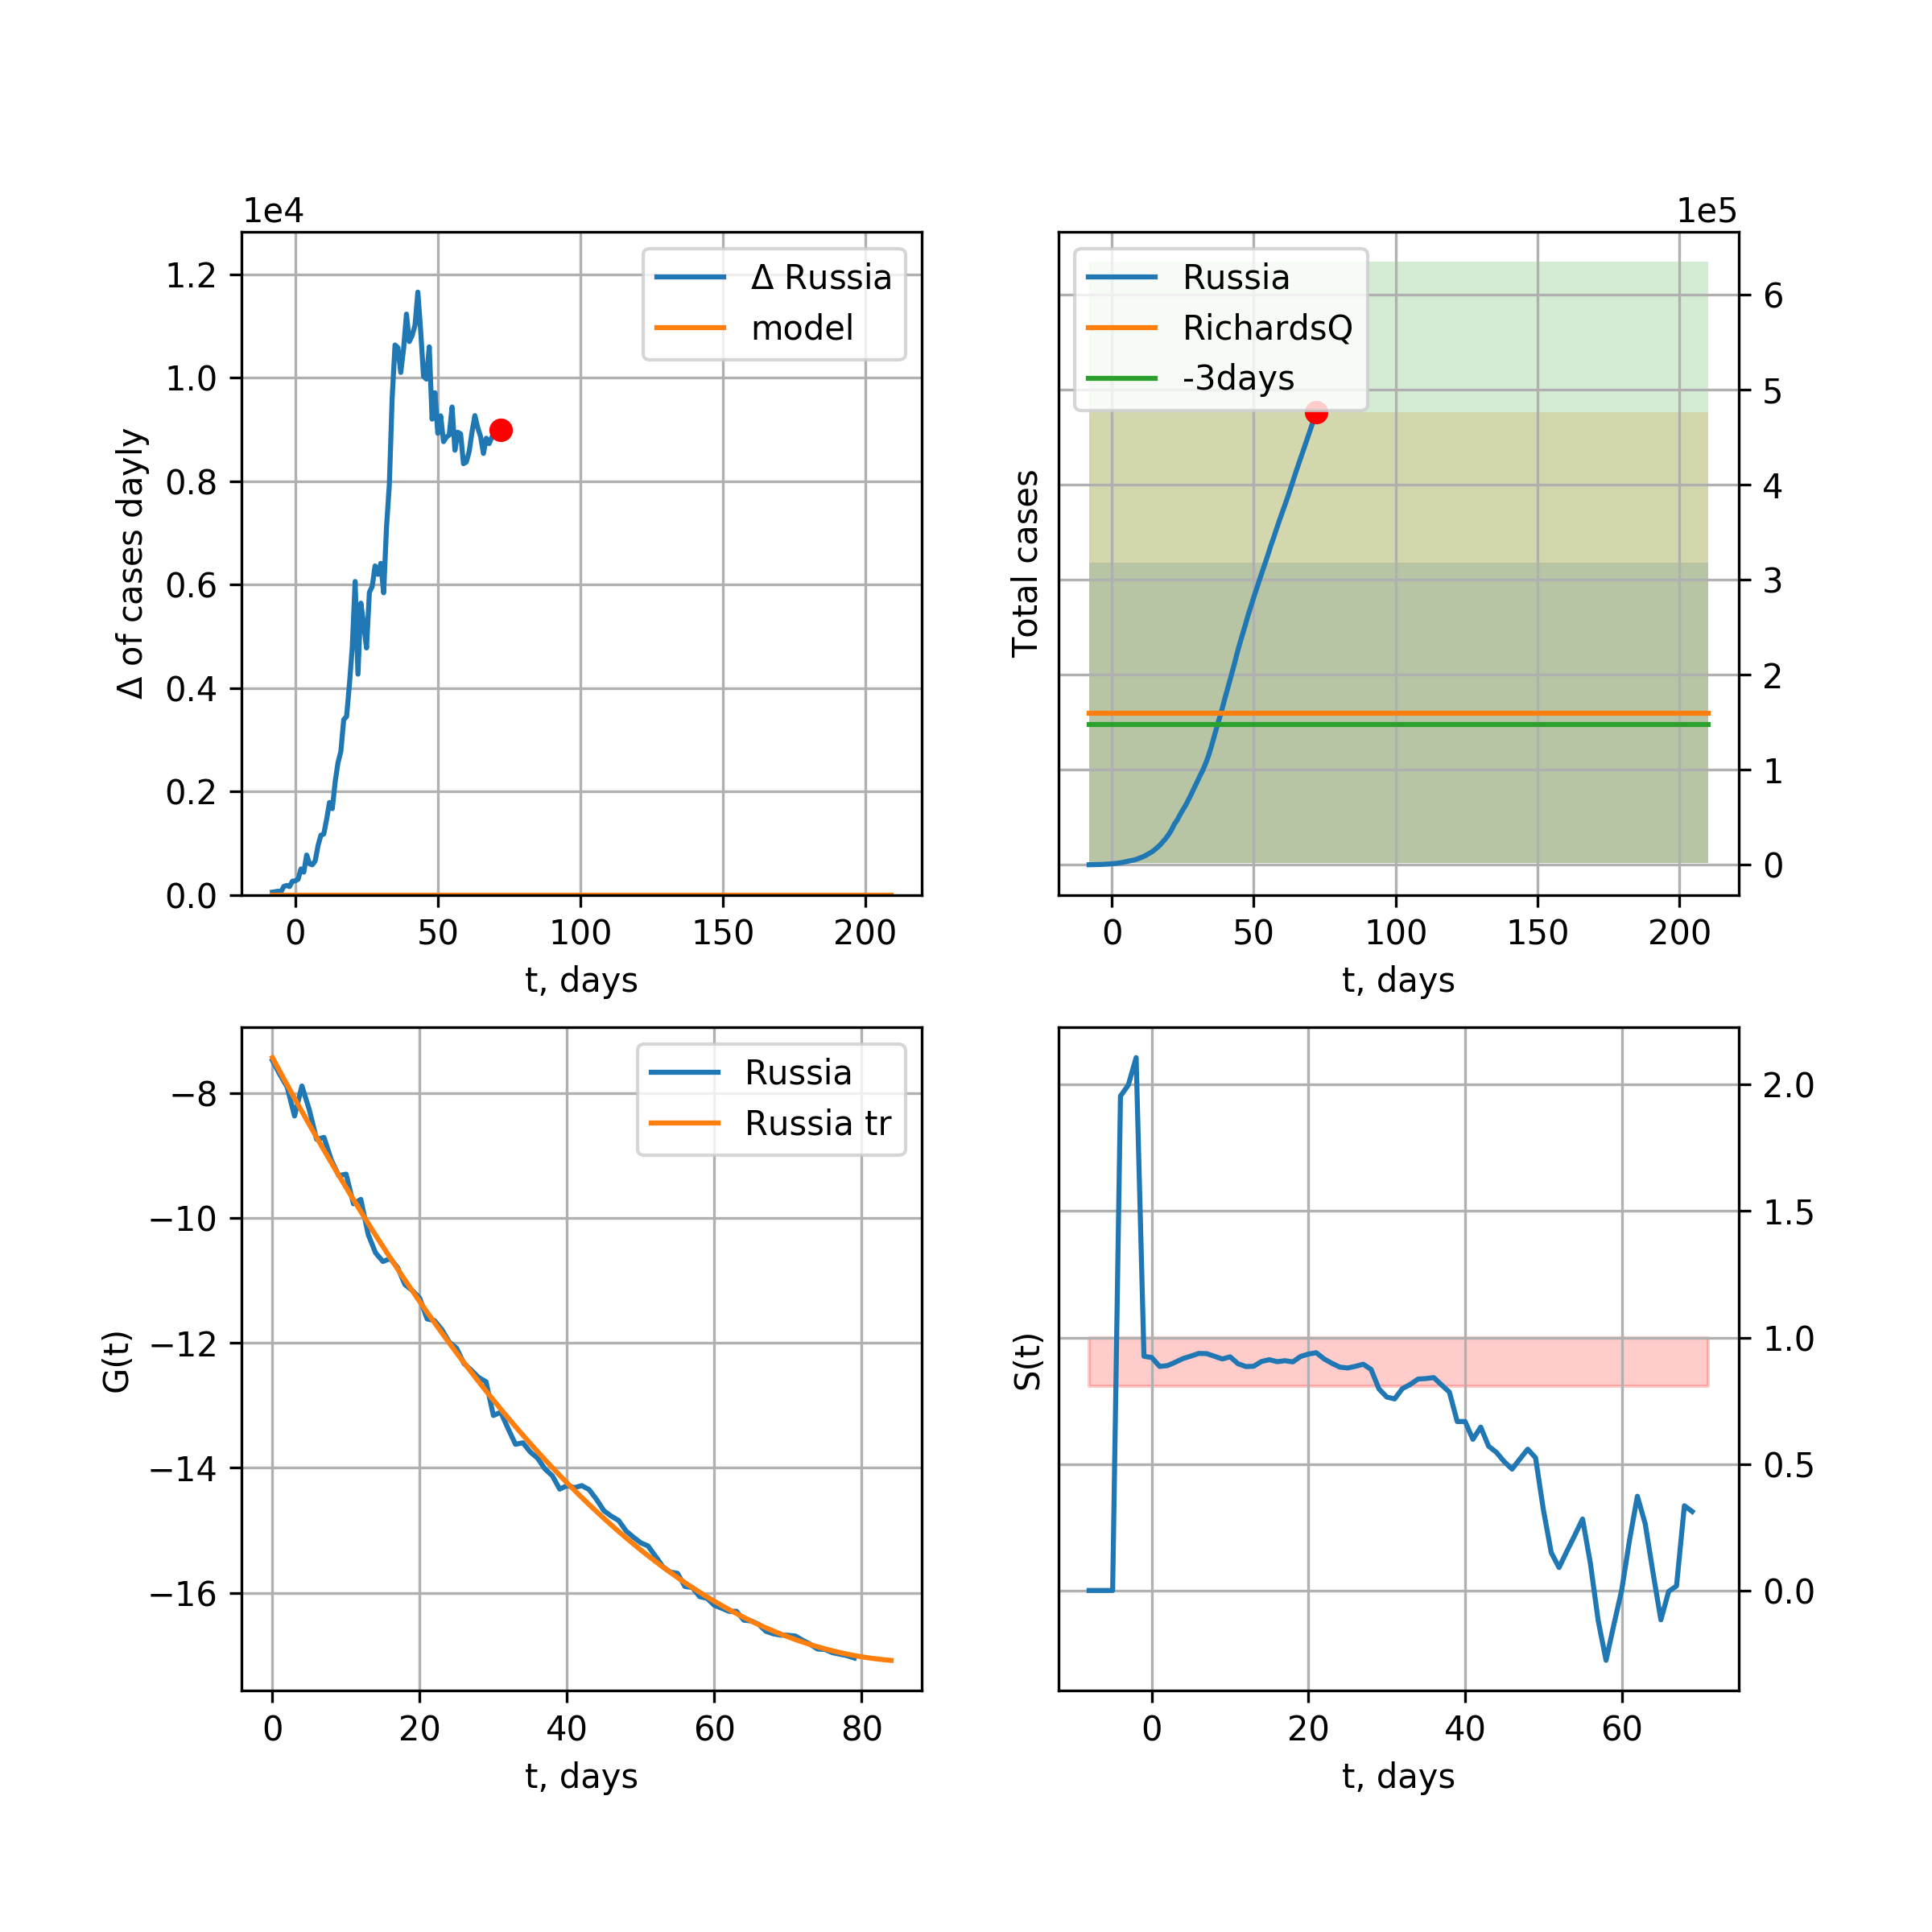 1e4
Δ of cases dayly
1.2
1.0
0.8
0.6
0.4
0.2
0.0
Δ Russia
model
0
50
100
150
200
t, days
1e5
Total cases
Russia
RichardsQ
-3days
6
5
4
3
2
1
0
0
50
100
150
200
t, days
G(t)
−8
−10
−12
−14
−16
Russia
Russia tr
0
20
40
60
80
t, days
S(t)
2.0
1.5
1.0
0.5
0.0
0
20
40
60
t, days